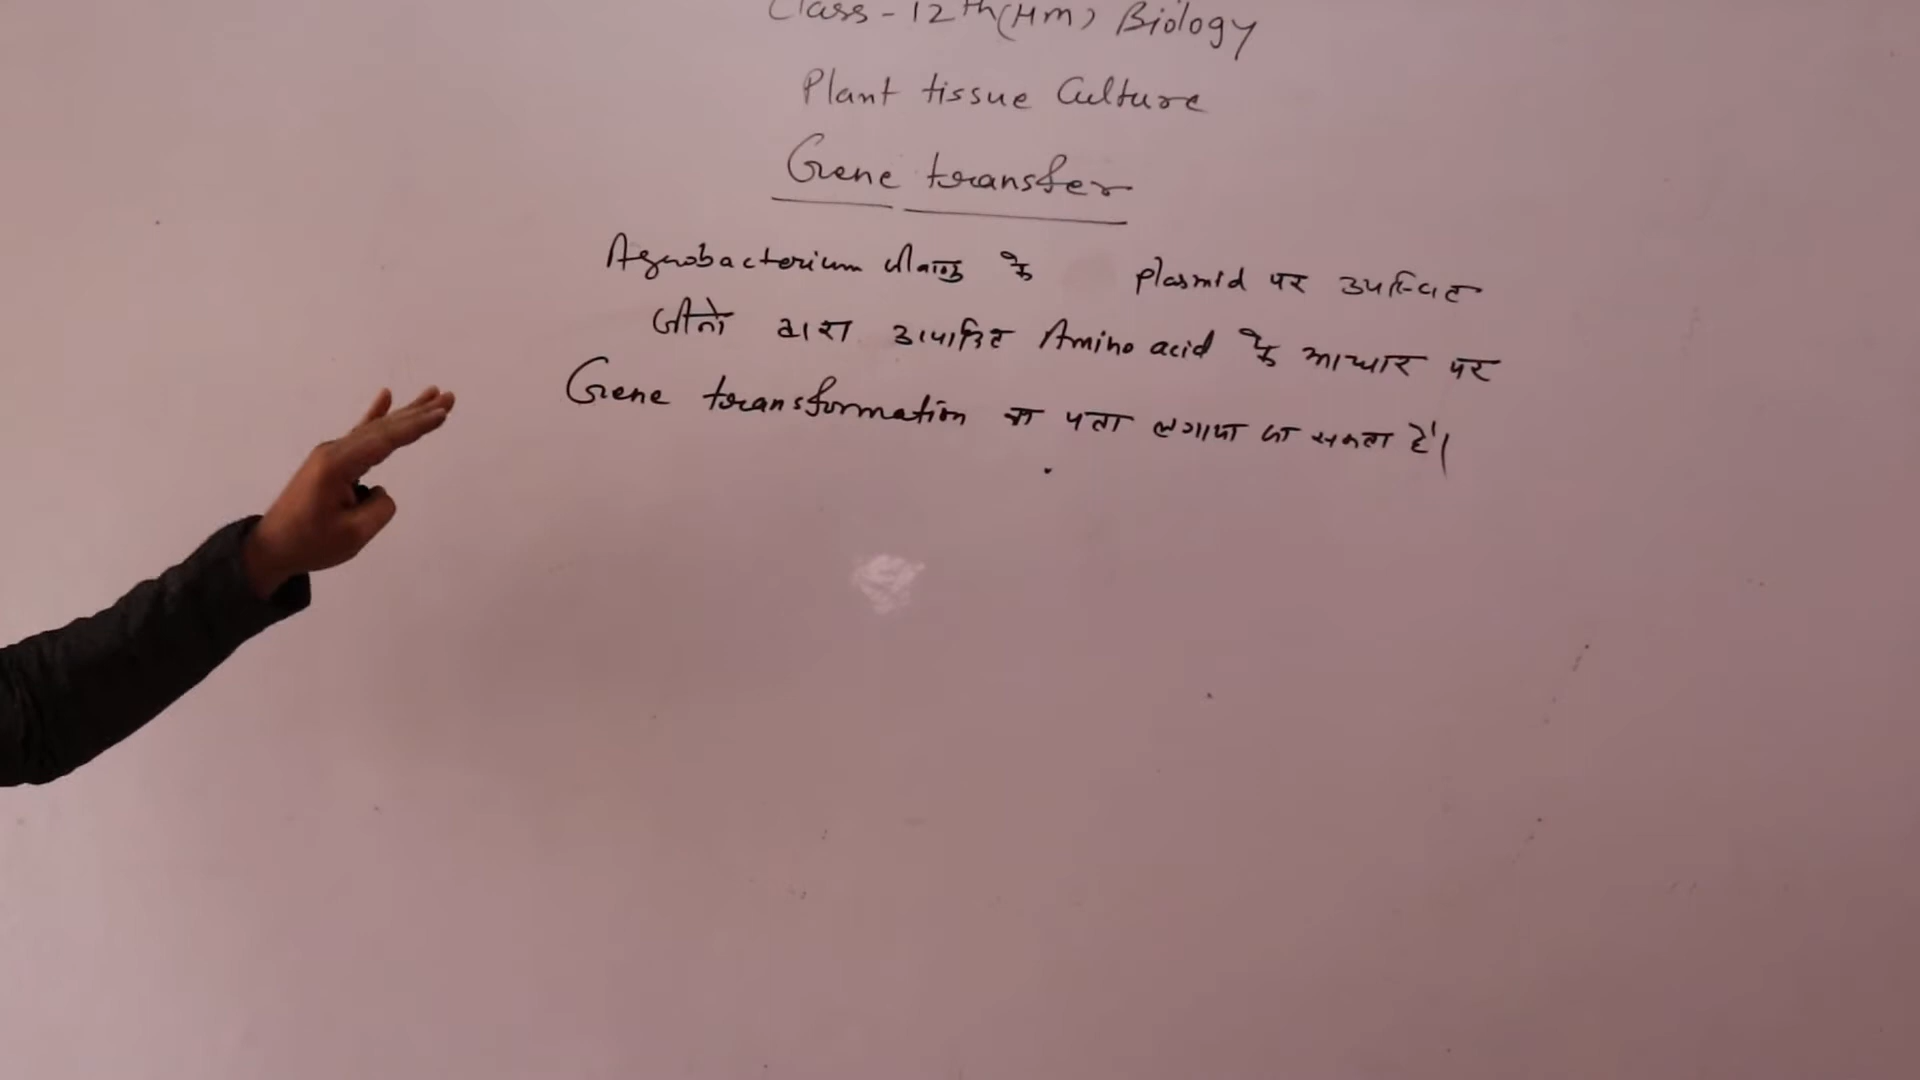 Class - 12th (HM) Biology
Plant tissue Culture
Gene transfer
Agrobacterium जीवाणु के plasmid पर उपस्थित
जीनो द्वारा उत्पादित Amino acid के आधार पर
Gene transformation का पता लगाया जा सकता है।